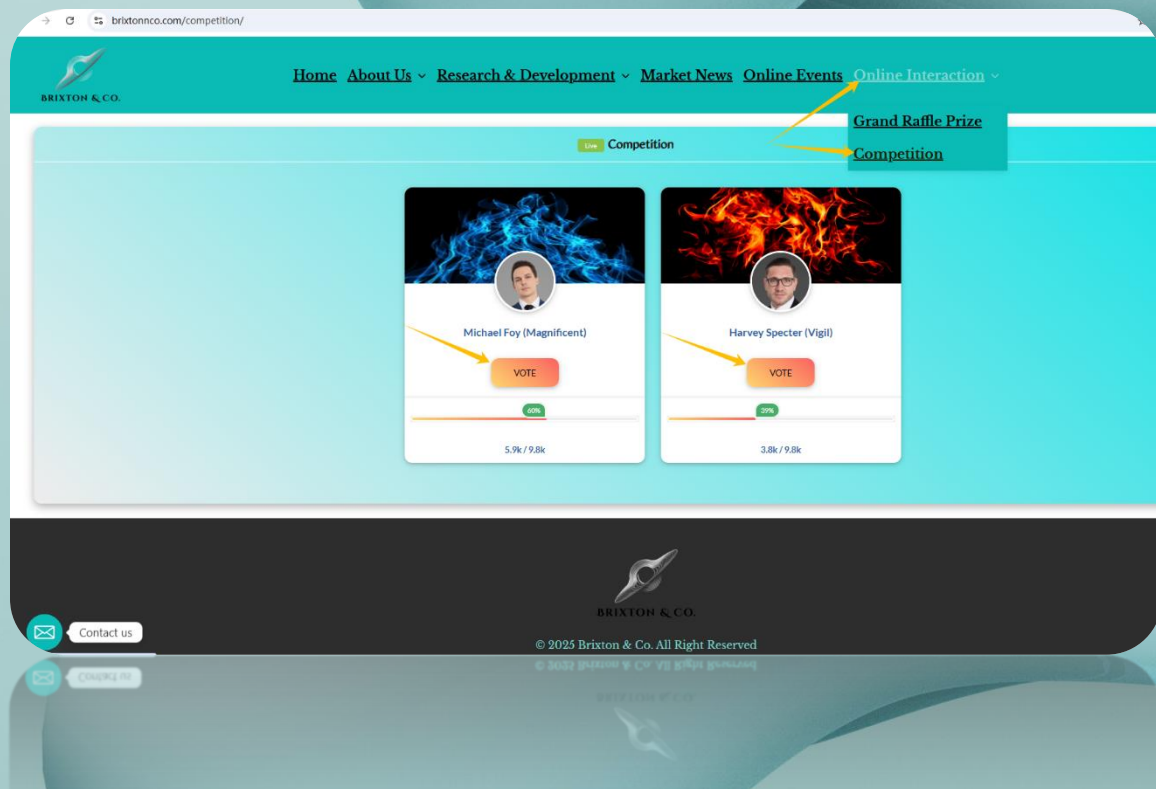 brixtonnco.com/competition/
BRIXTON & CO.
Home About Us Research & Development Market News Online Events Online Interaction
Grand Raffle Prize
Competition
Live Competition
Michael Foy (Magnificent)
VOTE
60%
5.9k / 9.8k
Harvey Specter (Vigil)
VOTE
39%
3.8k / 9.8k
BRIXTON & CO.
Contact us
© 2025 Brixton & Co. All Right Reserved